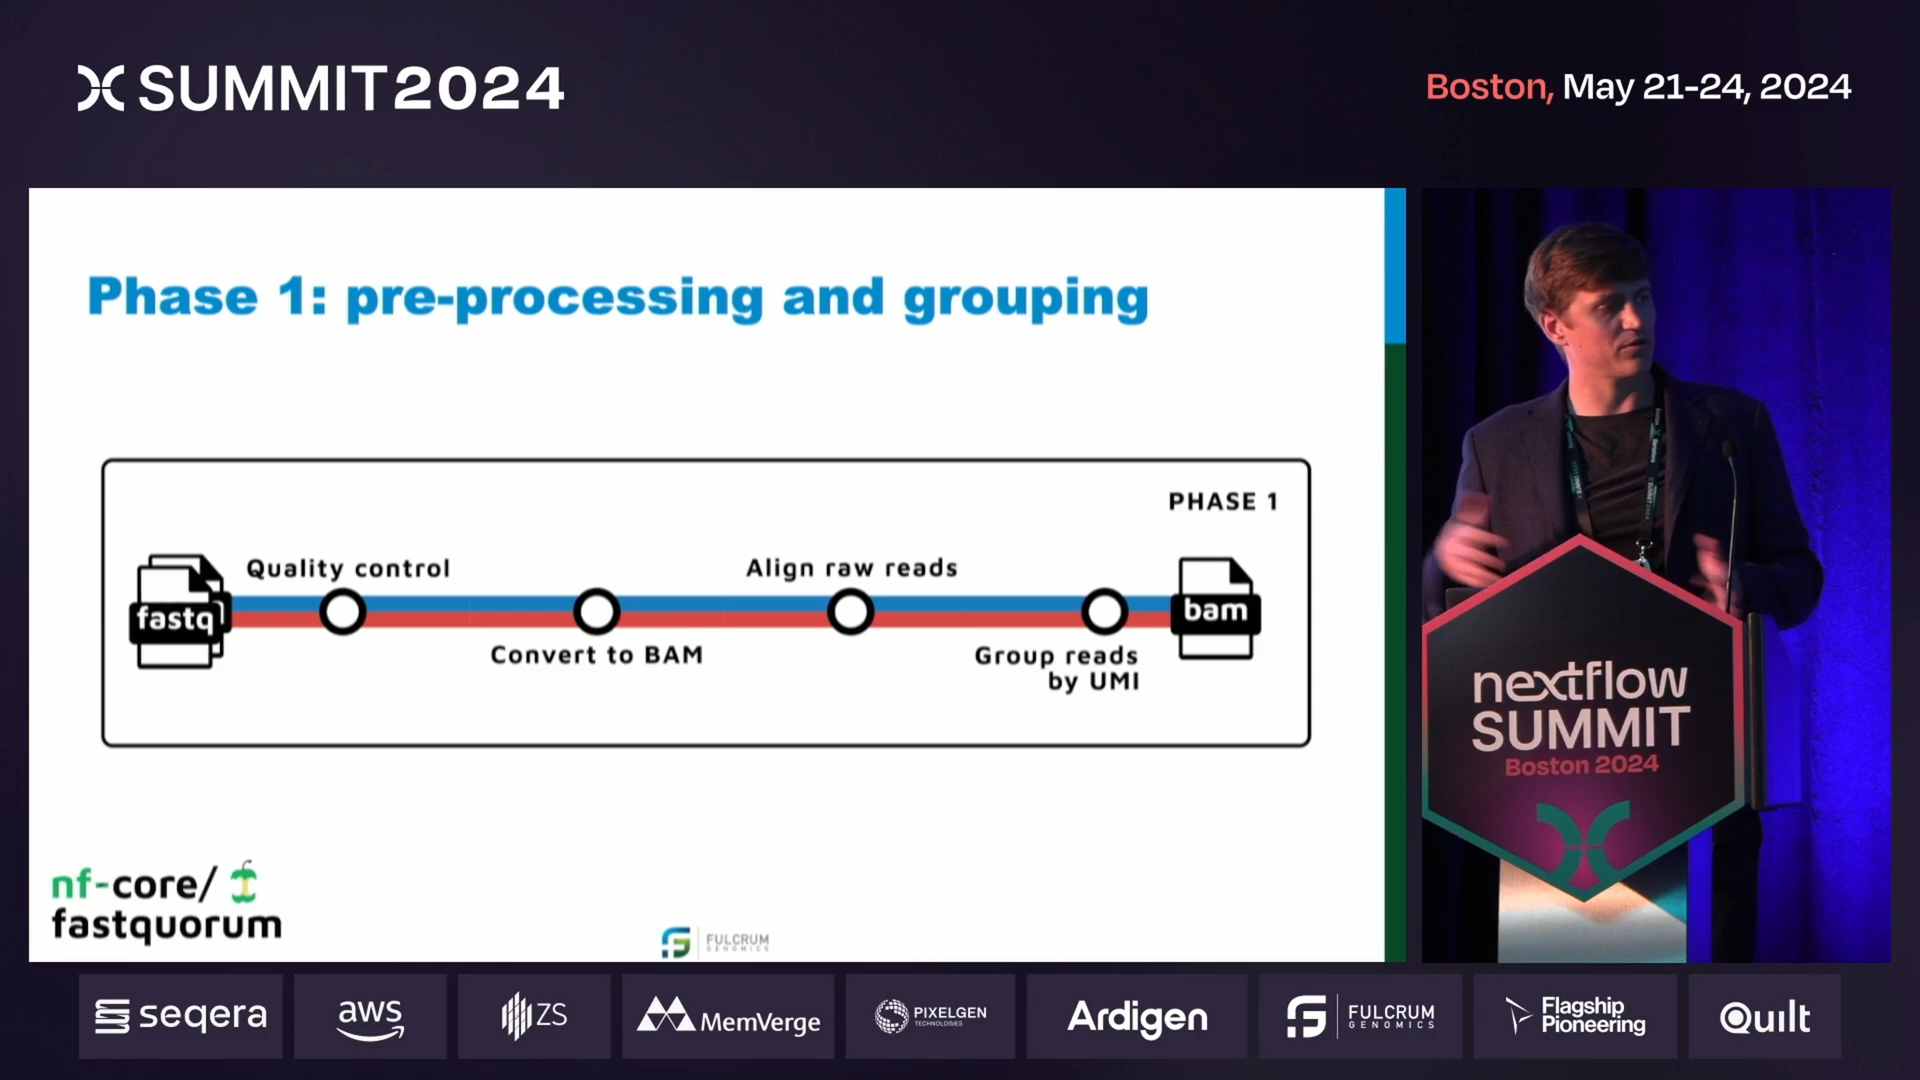 SUMMIT 2024
Boston, May 21-24, 2024
Phase 1: pre-processing and grouping
PHASE 1
fastq
Quality control
Convert to BAM
Align raw reads
Group reads
by UMI
bam
nf-core/
fastquorum
FULCRUM
GENOMICS
nextflow
SUMMIT
Boston 2024
seqera
aws
ZS
MemVerge
PIXELGEN
TECHNOLOGIES
Ardigen
FULCRUM
GENOMICS
Flagship
Pioneering
Quilt